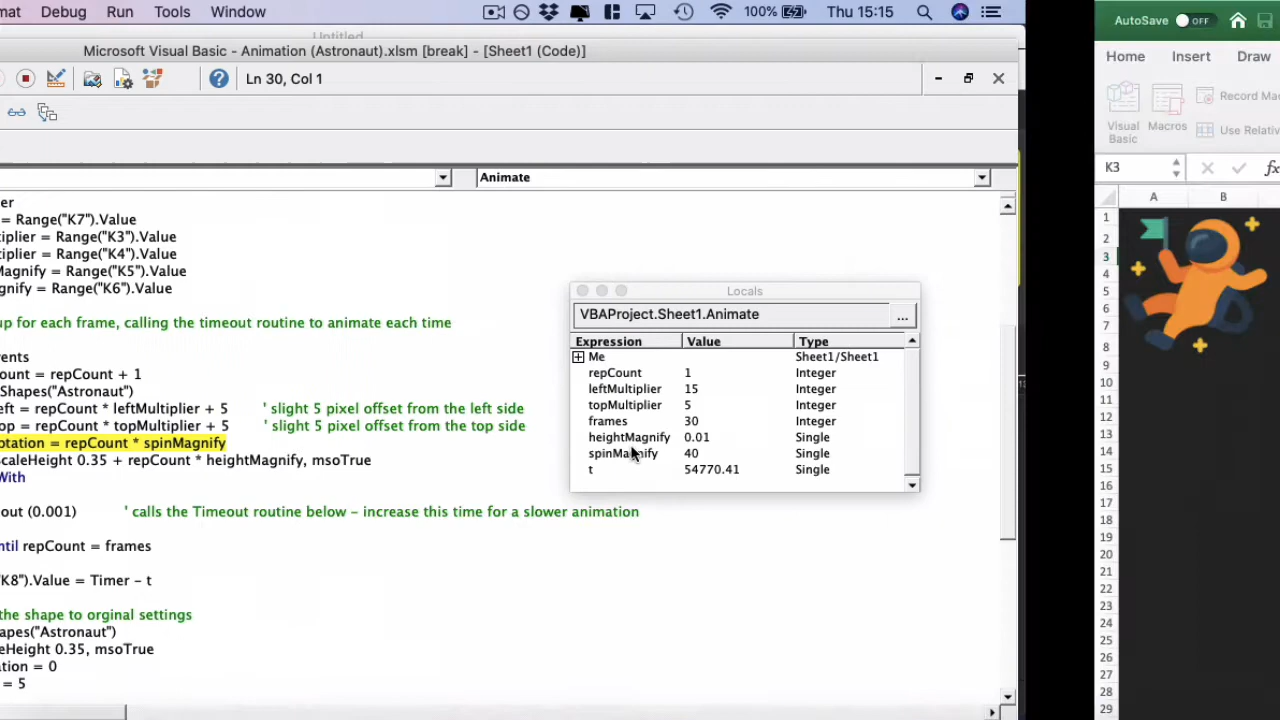 mat Debug Run Tools Window 100% Thu 15:15
Untitled
Microsoft Visual Basic - Animation (Astronaut).xlsm [break] - [Sheet1 (Code)]
Ln 30, Col 1
Animate
er
= Range("K7").Value
tiplier = Range("K3").Value
tiplier = Range("K4").Value
Magnify = Range("K5").Value
gnify = Range("K6").Value
up for each frame, calling the timeout routine to animate each time
ents
ount = repCount + 1
Shapes("Astronaut")
eft = repCount * leftMultiplier + 5 ' slight 5 pixel offset from the left side
op = repCount * topMultiplier + 5 ' slight 5 pixel offset from the top side
otation = repCount * spinMagnify
caleHeight 0.35 + repCount * heightMagnify, msoTrue
With
out (0.001) ' calls the Timeout routine below - increase this time for a slower animation
ntil repCount = frames
"K8").Value = Timer - t
the shape to orginal settings
apes("Astronaut")
eHeight 0.35, msoTrue
ation = 0
= 5
Locals
VBAProject.Sheet1.Animate
...
Expression Value Type
Me Sheet1/Sheet1
repCount 1 Integer
leftMultiplier 15 Integer
topMultiplier 5 Integer
frames 30 Integer
heightMagnify 0.01 Single
spinMagnify 40 Single
t 54770.41 Single
AutoSave OFF
Home Insert Draw
Visual Basic
Macros
Record Mac
Use Relativ
K3 fx
A B
1
2
3
4
5
6
7
8
9
10
11
12
13
14
15
16
17
18
19
20
21
22
23
24
25
26
27
28
29